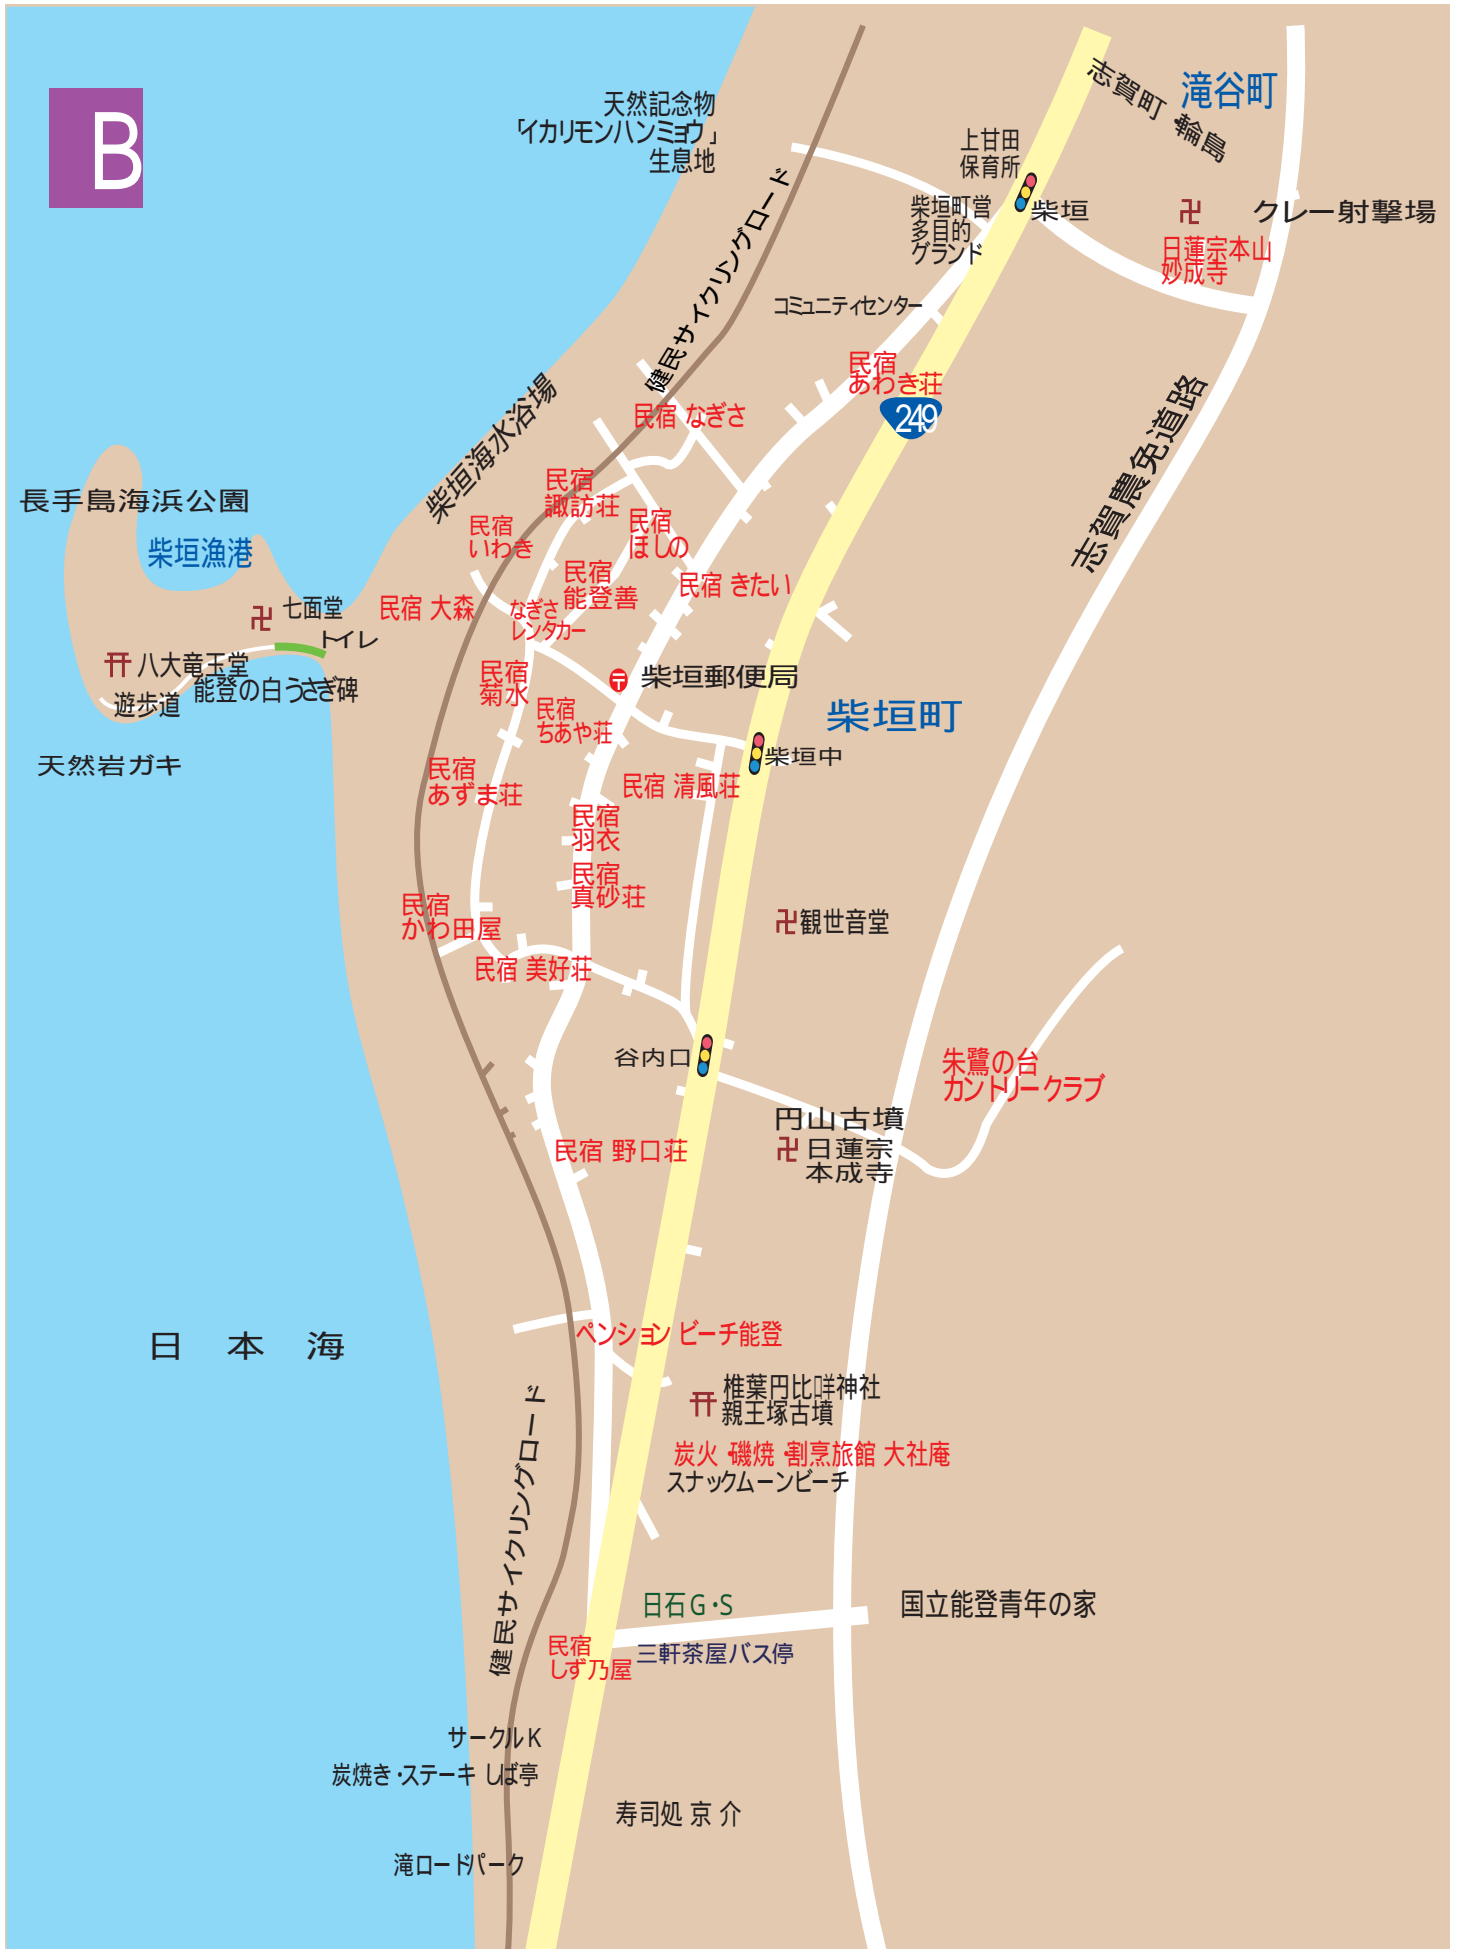 B
天然記念物
「イカリモンハンミョウ」
生息地
志賀町・輪島
滝谷町
上甘田
保育所
柴垣
柴垣町営
多目的
グランド
クレー射撃場
日蓮宗本山
妙成寺
コミュニティセンター
健民サイクリングロード
民宿
あわき荘
249
民宿 なぎさ
柴垣海水浴場
志賀農免道路
長手島海浜公園
柴垣漁港
民宿
諏訪荘
民宿
いわき
民宿
ほしの
民宿
能登善
民宿 きたい
七面堂
民宿 大森
なぎさ
レンタカー
トイレ
八大竜玉堂
能登の白うさぎ碑
遊歩道
民宿
菊水
〒
柴垣郵便局
民宿
ちあや荘
柴垣町
天然岩ガキ
柴垣中
民宿
あずま荘
民宿 清風荘
民宿
羽衣
民宿
真砂荘
民宿
かわ田屋
観世音堂
民宿 美好荘
谷内口
朱鷺の台
カントリークラブ
円山古墳
日蓮宗
本成寺
民宿 野口荘
日 本 海
ペンション ビーチ能登
椎葉円比咩神社
親王塚古墳
炭火・磯焼・割烹旅館 大社庵
スナックムーンビーチ
健民サイクリングロード
日石G・S
国立能登青年の家
民宿
しず乃屋
三軒茶屋バス停
サークルK
炭焼き・ステーキ しば亭
寿司処 京 介
滝ロードパーク